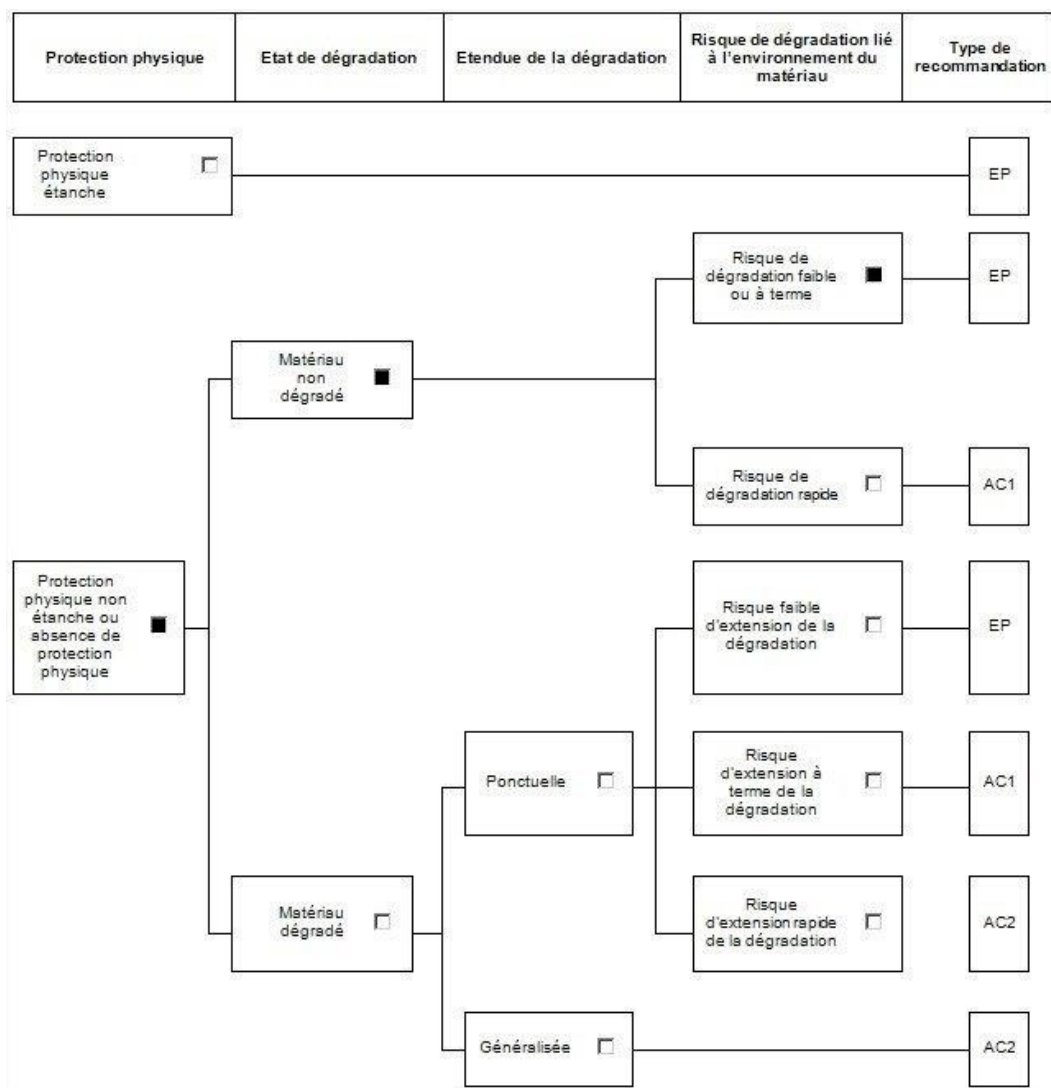 Protection physique
Etat de dégradation
Etendue de la dégradation
Risque de dégradation lié
à l'environnement du
matériau
Type de
recommandation
Protection
physique
étanche
EP
Risque de
dégradation faible
ou à terme
EP
Matériau
non
dégradé
Risque de
dégradation rapide
AC1
Protection
physique non
étanche ou
absence de
protection
physique
Risque faible
d'extension de la
dégradation
EP
Ponctuelle
Risque
d'extension à
terme de la
dégradation
AC1
Matériau
dégradé
Risque
d'extension rapide
de la dégradation
AC2
Généralisée
AC2